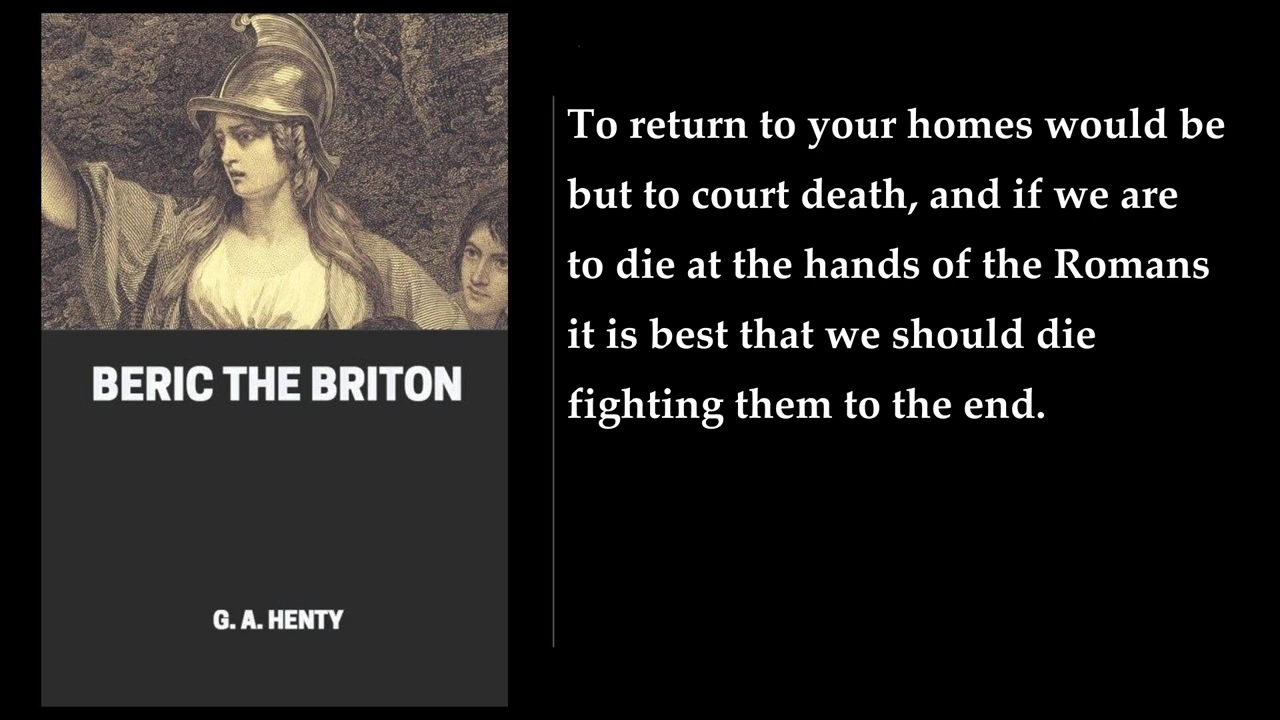 BERIC THE BRITON
G. A. HENTY
To return to your homes would be
but to court death, and if we are
to die at the hands of the Romans
it is best that we should die
fighting them to the end.